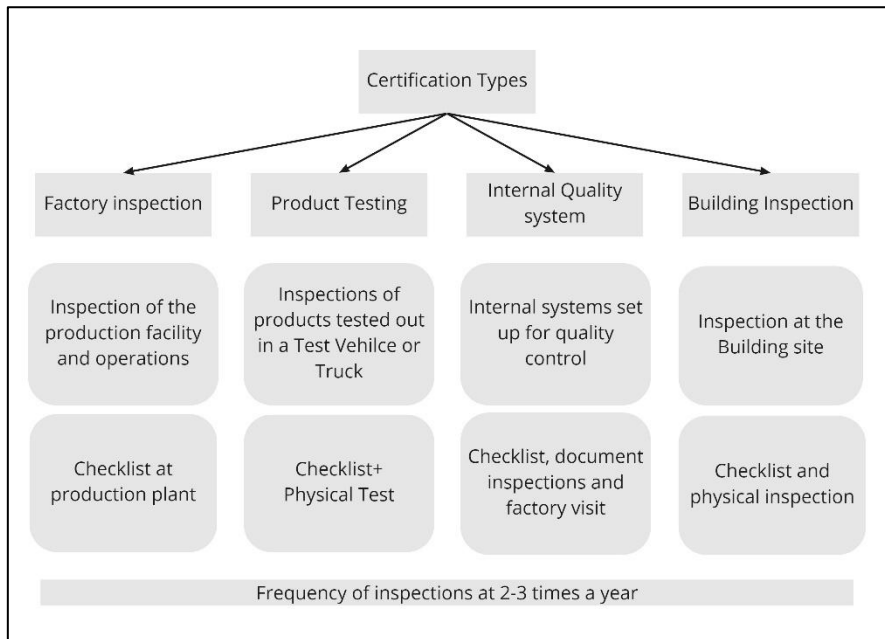 Certification Types
Factory inspection
Product Testing
Internal Quality
system
Building Inspection
Inspection of the
production facility
and operations
Inspections of
products tested out
in a Test Vehilce or
Truck
Internal systems set
up for quality
control
Inspection at the
Building site
Checklist at
production plant
Checklist+
Physical Test
Checklist, document
inspections and
factory visit
Checklist and
physical inspection
Frequency of inspections at 2-3 times a year